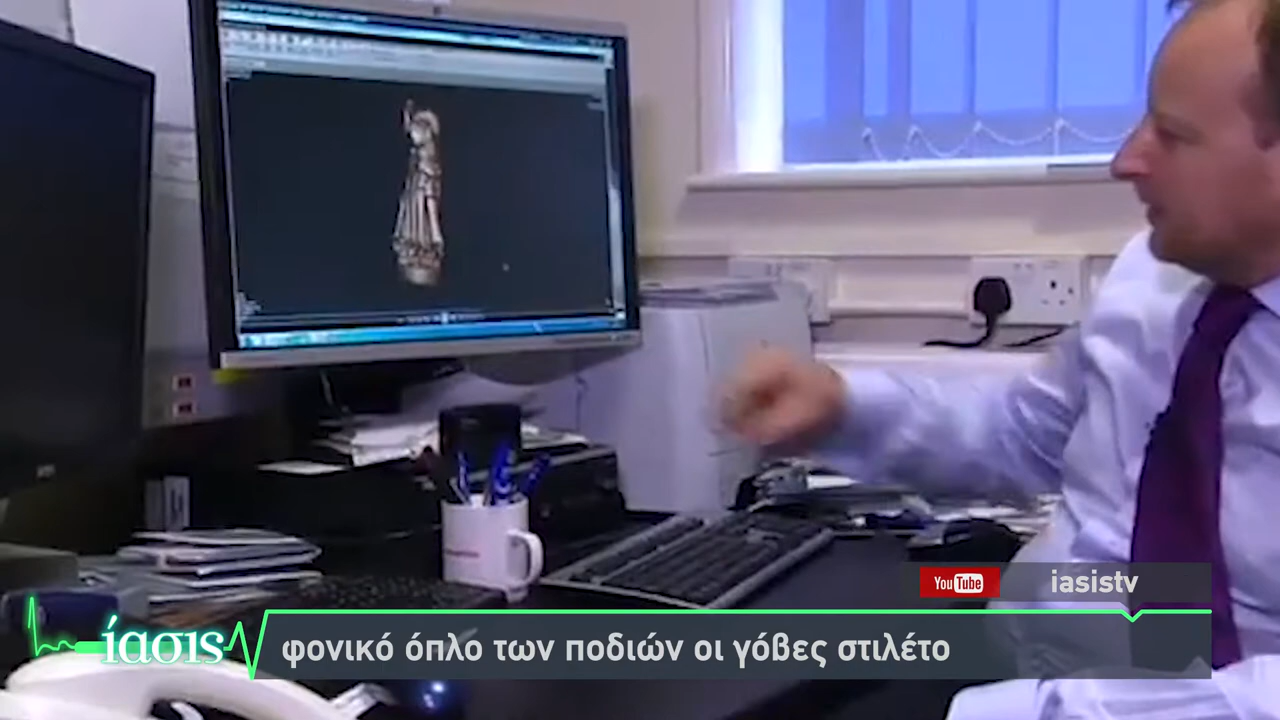 YouTube iasistv
ίασις
φονικό όπλο των ποδιών οι γόβες στιλέτο